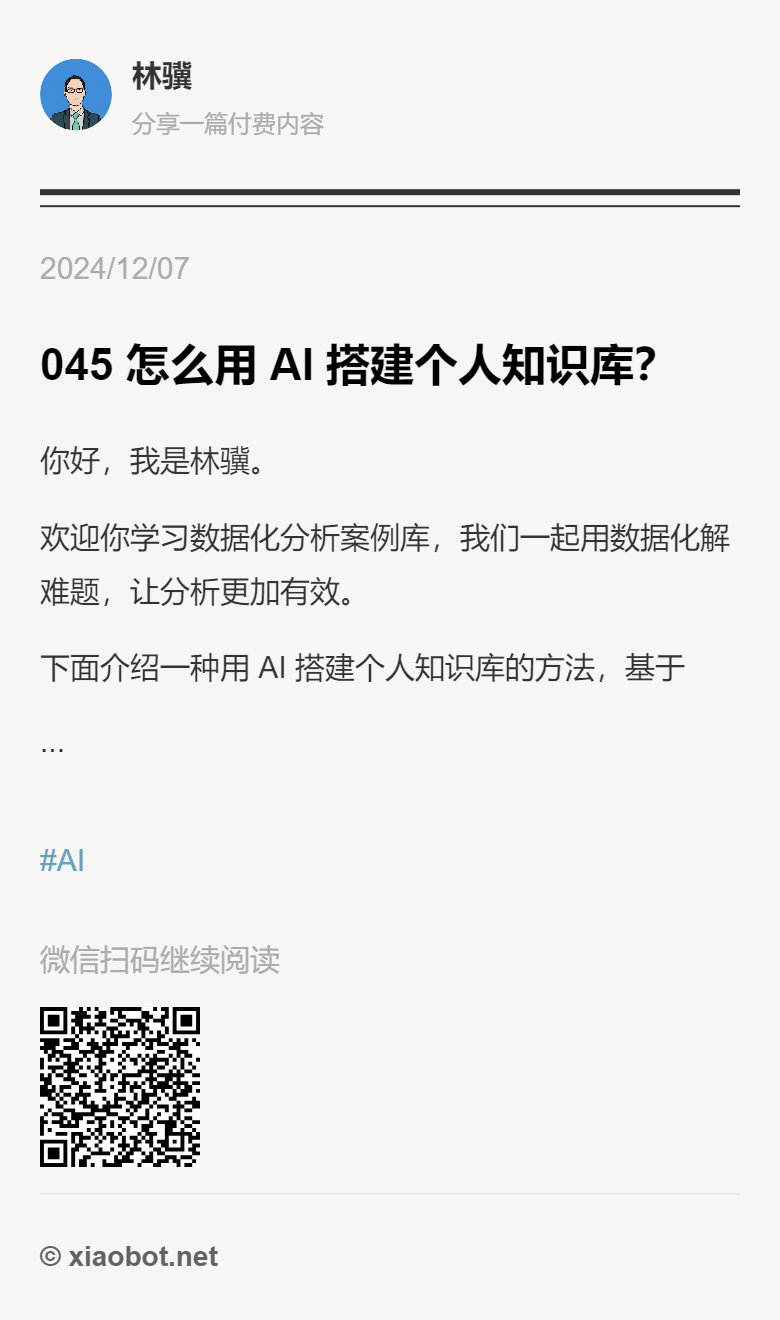 林骥
分享一篇付费内容
2024/12/07
045 怎么用 AI 搭建个人知识库？
你好，我是林骥。
欢迎你学习数据化分析案例库，我们一起用数据化解
难题，让分析更加有效。
下面介绍一种用 AI 搭建个人知识库的方法，基于
...
#AI
微信扫码继续阅读
© xiaobot.net